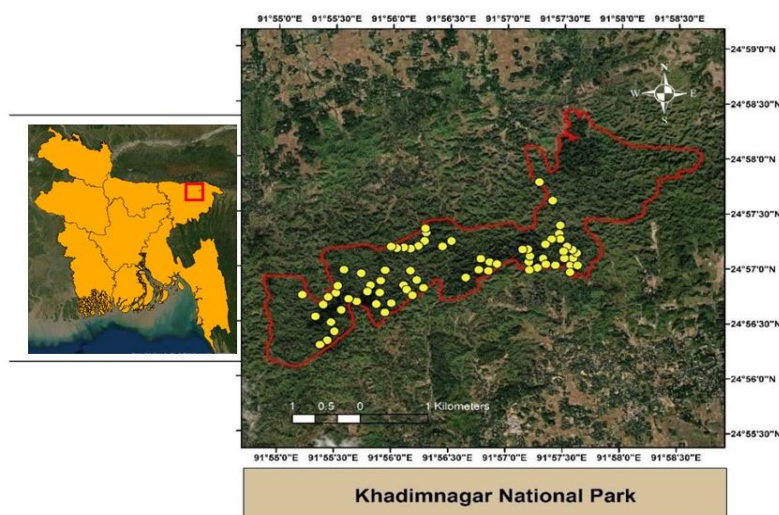 91°55'0"E 91°55'30"E 91°56'0"E 91°56'30"E 91°57'0"E 91°57'30"E 91°58'0"E 91°58'30"E
24°59'0"N
N
W E
S
24°58'30"N
24°58'0"N
24°57'30"N
24°57'0"N
24°56'30"N
24°56'0"N
24°55'30"N
1 0.5 0 1 Kilometers
91°55'0"E 91°55'30"E 91°56'0"E 91°56'30"E 91°57'0"E 91°57'30"E 91°58'0"E 91°58'30"E
Khadimnagar National Park